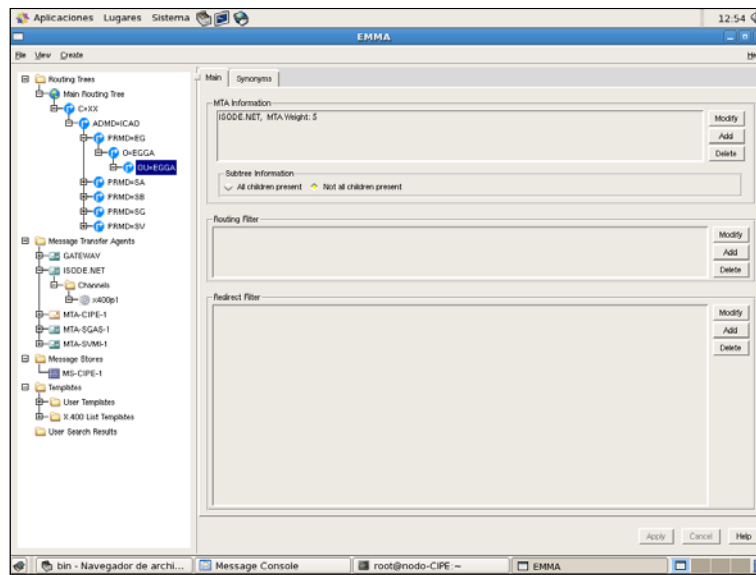 Aplicaciones Lugares Sistema 12:54
EMMA
File View Create
Routing Trees
Main Routing Tree
C=XX
ADMD=ICAO
PRMD=EG
O=EGGA
OU=EGGA
PRMD=SA
PRMD=SB
PRMD=SG
PRMD=SV
Message Transfer Agents
GATEWAY
ISODE.NET
Channels
x400p1
MTA-CIPE-1
MTA-SGAS-1
MTA-SVMI-1
Message Stores
MS-CIPE-1
Templates
User Templates
X.400 List Templates
User Search Results
Main Synonyms
MTA Information
ISODE.NET, MTA Weight: 5
Modify
Add
Delete
Subtree Information
All children present Not all children present
Routing Filter
Modify
Add
Delete
Redirect Filter
Modify
Add
Delete
Apply Cancel Help
bin - Navegador de archi... Message Console root@nodo-CIPE:~ EMMA